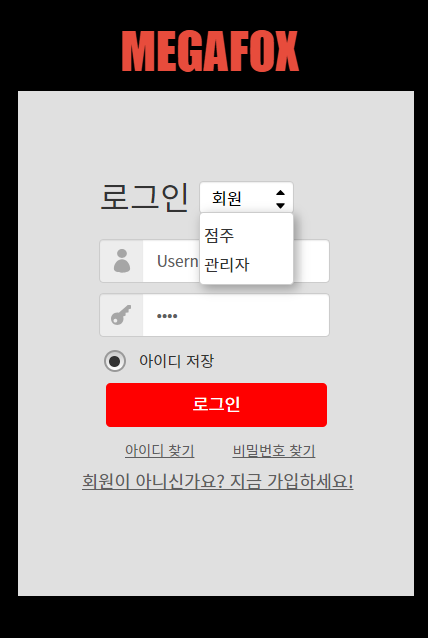 MEGAFOX
로그인 회원
점주
관리자
Usern
••••
아이디 저장
로그인
아이디 찾기 비밀번호 찾기
회원이 아니신가요? 지금 가입하세요!